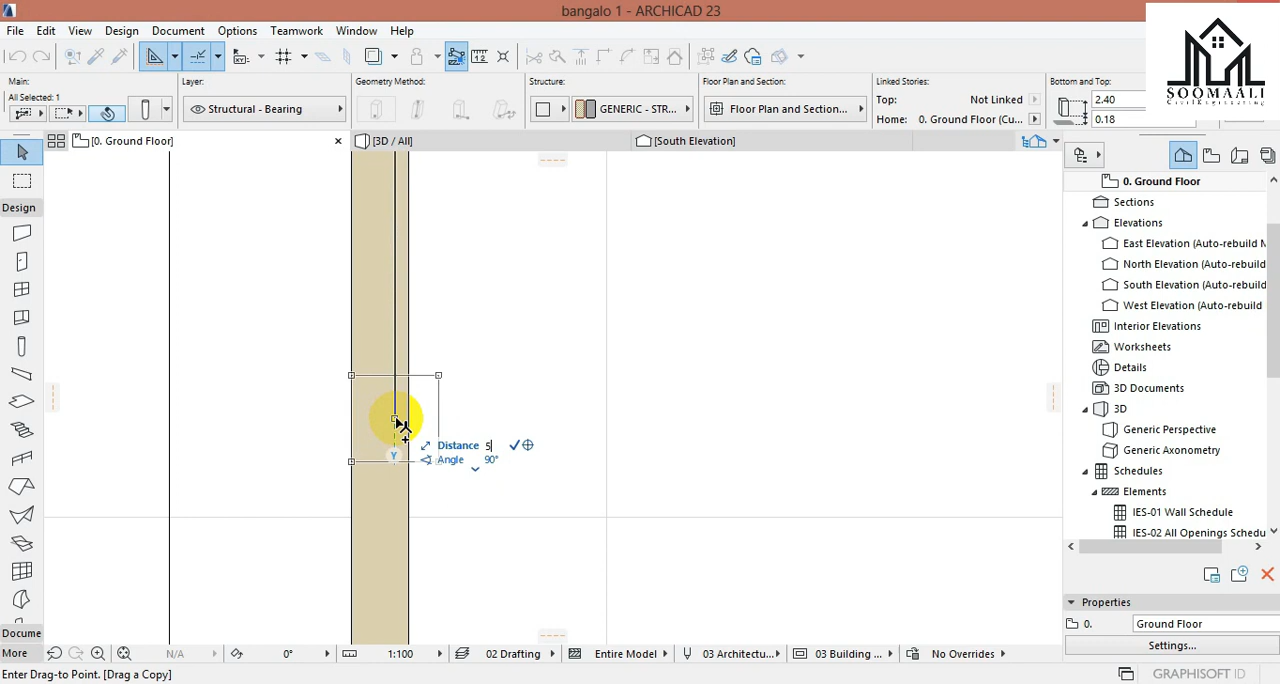 bangalo 1 - ARCHICAD 23
File Edit View Design Document Options Teamwork Window Help
SOOMAALI
Civil Engineering
Main:
All Selected: 1
Layer:
Structural - Bearing
Geometry Method:
Structure:
GENERIC - STR...
Floor Plan and Section:
Floor Plan and Section...
Linked Stories:
Top: Not Linked
Home: 0. Ground Floor (Cu...
Bottom and Top:
2.40
0.18
[0. Ground Floor]
[3D / All]
[South Elevation]
Design
Docume
More
Distance 5
Angle 90°
Y
0. Ground Floor
Sections
Elevations
East Elevation (Auto-rebuild M
North Elevation (Auto-rebuild
South Elevation (Auto-rebuild
West Elevation (Auto-rebuild
Interior Elevations
Worksheets
Details
3D Documents
3D
Generic Perspective
Generic Axonometry
Schedules
Elements
IES-01 Wall Schedule
IES-02 All Openings Schedu
Properties
0. Ground Floor
Settings...
N/A 0° 1:100 02 Drafting Entire Model 03 Architectu... 03 Building ... No Overrides
Enter Drag-to Point. [Drag a Copy]
GRAPHISOFT ID